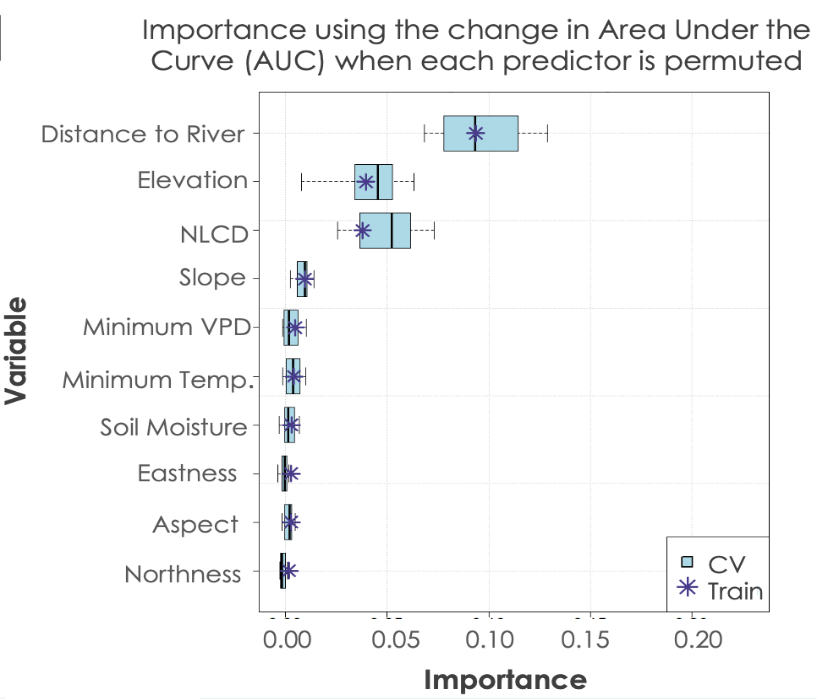 Importance using the change in Area Under the
Curve (AUC) when each predictor is permuted
Variable
Distance to River
Elevation
NLCD
Slope
Minimum VPD
Minimum Temp.
Soil Moisture
Eastness
Aspect
Northness
CV
Train
0.00 0.05 0.10 0.15 0.20
Importance